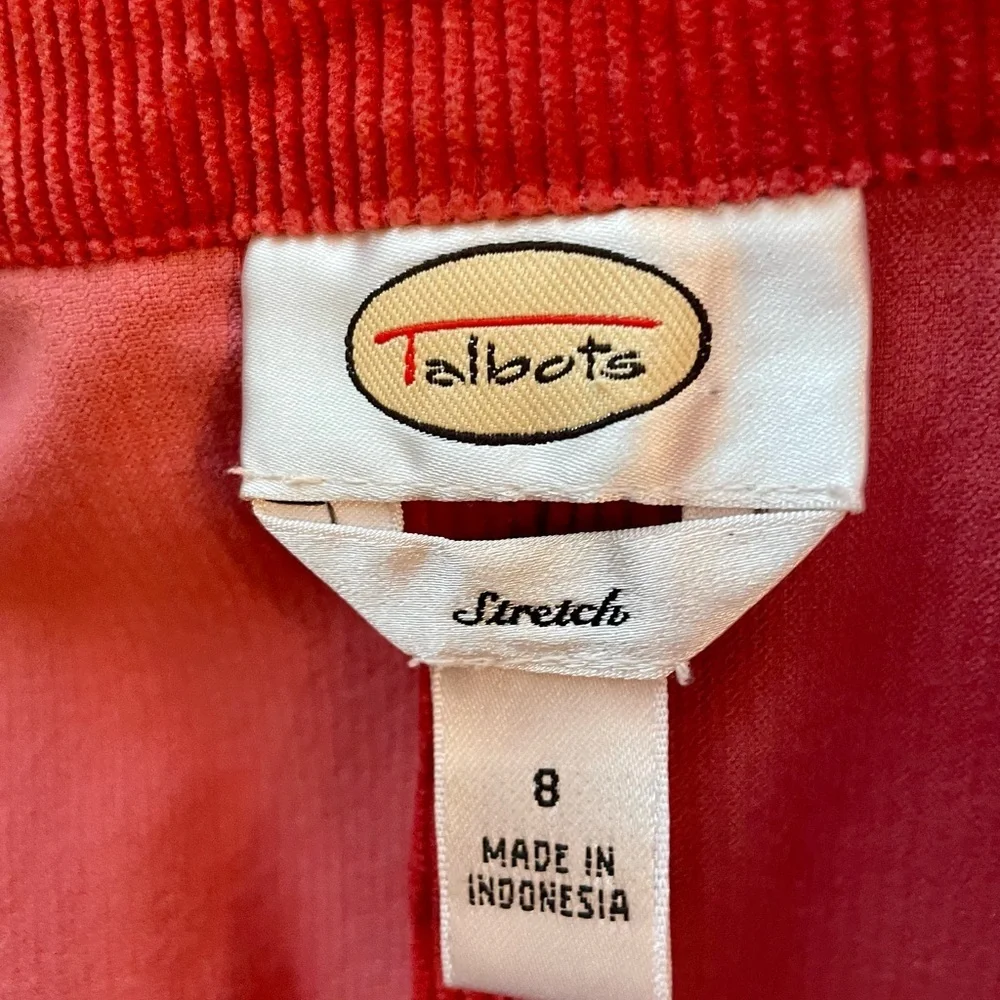 Talbots
Stretch
8
MADE IN
INDONESIA